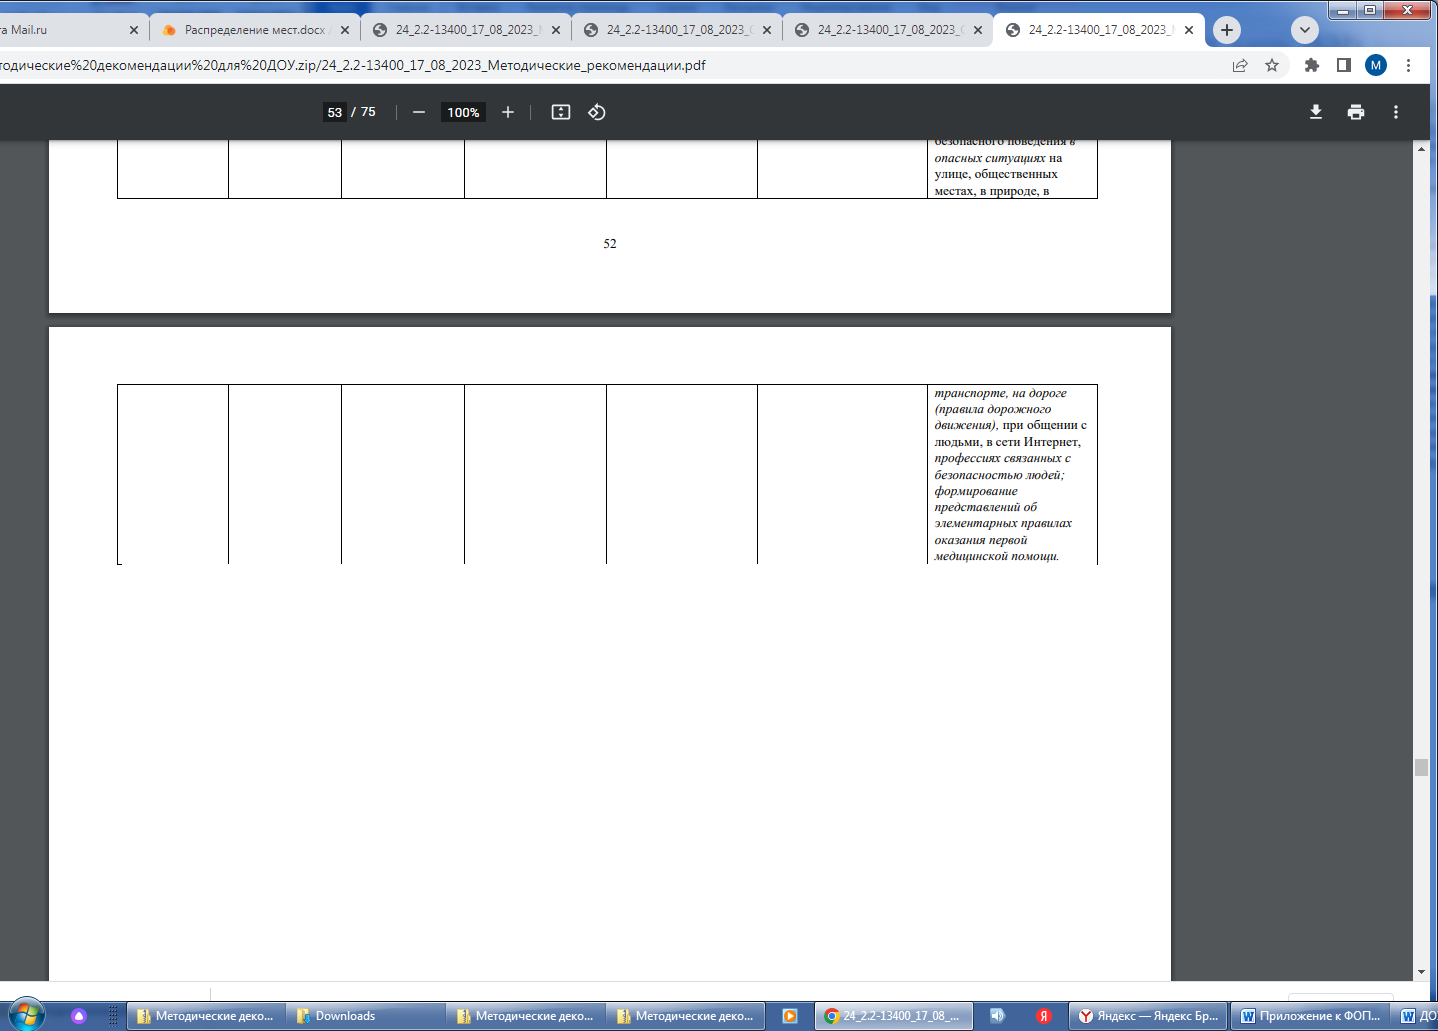 а Mail.ru
Распределение мест.docx
24_2.2-13400_17_08_2023_
24_2.2-13400_17_08_2023_
24_2.2-13400_17_08_2023_
24_2.2-13400_17_08_2023_
тодические%20декомендации%20для%20ДОУ.zip/24_2.2-13400_17_08_2023_Методические_рекомендации.pdf
М
53 / 75
100%
безопасного поведения в
опасных ситуациях на
улице, общественных
местах, в природе, в
52
транспорте, на дороге
(правила дорожного
движения), при общении с
людьми, в сети Интернет,
профессиях связанных с
безопасностью людей;
формирование
представлений об
элементарных правилах
оказания первой
медицинской помощи.
Методические деко...
Downloads
Методические деко...
Методические деко...
24_2.2-13400_17_08_...
Я
Яндекс — Яндекс Бр...
Приложение к ФОП...
ДО